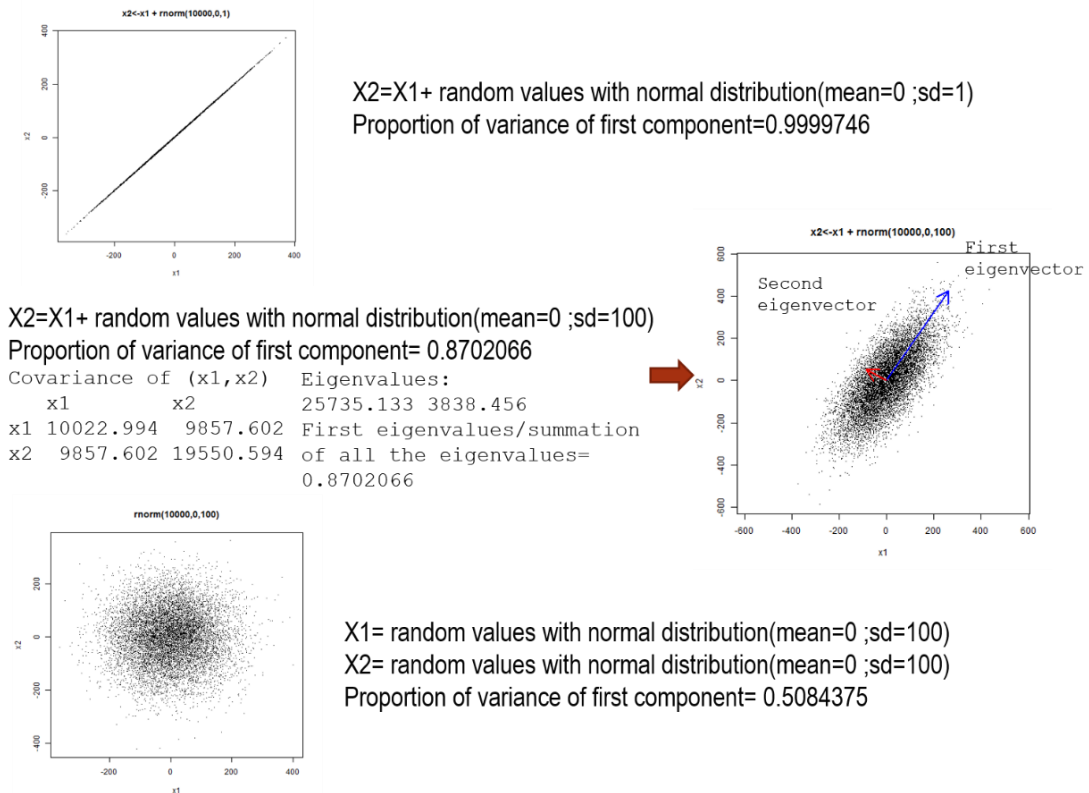 x2<-x1 + rnorm(10000,0,1)
400
200
0
-200
x2
-200 0 200 400
x1
X2=X1+ random values with normal distribution(mean=0 ;sd=1)
Proportion of variance of first component=0.9999746
X2=X1+ random values with normal distribution(mean=0 ;sd=100)
Proportion of variance of first component= 0.8702066
Covariance of (x1,x2)
x1 x2
x1 10022.994 9857.602
x2 9857.602 19550.594
Eigenvalues:
25735.133 3838.456
First eigenvalues/summation
of all the eigenvalues=
0.8702066
x2<-x1 + rnorm(10000,0,100)
First
eigenvector
Second
eigenvector
600
400
200
0
-200
-400
-600
x2
-600 -400 -200 0 200 400 600
x1
rnorm(10000,0,100)
200
0
-200
-400
x2
-400 -200 0 200 400
x1
X1= random values with normal distribution(mean=0 ;sd=100)
X2= random values with normal distribution(mean=0 ;sd=100)
Proportion of variance of first component= 0.5084375